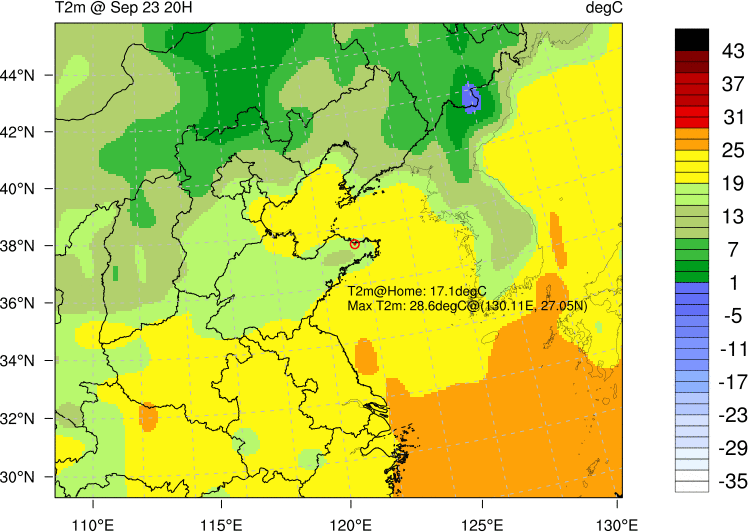 T2m @ Sep 23 20H degC
44°N
42°N
40°N
38°N
36°N
34°N
32°N
30°N
T2m@Home: 17.1degC
Max T2m: 28.6degC@(130.11E, 27.05N)
110°E 115°E 120°E 125°E 130°E
43
37
31
25
19
13
7
1
-5
-11
-17
-23
-29
-35